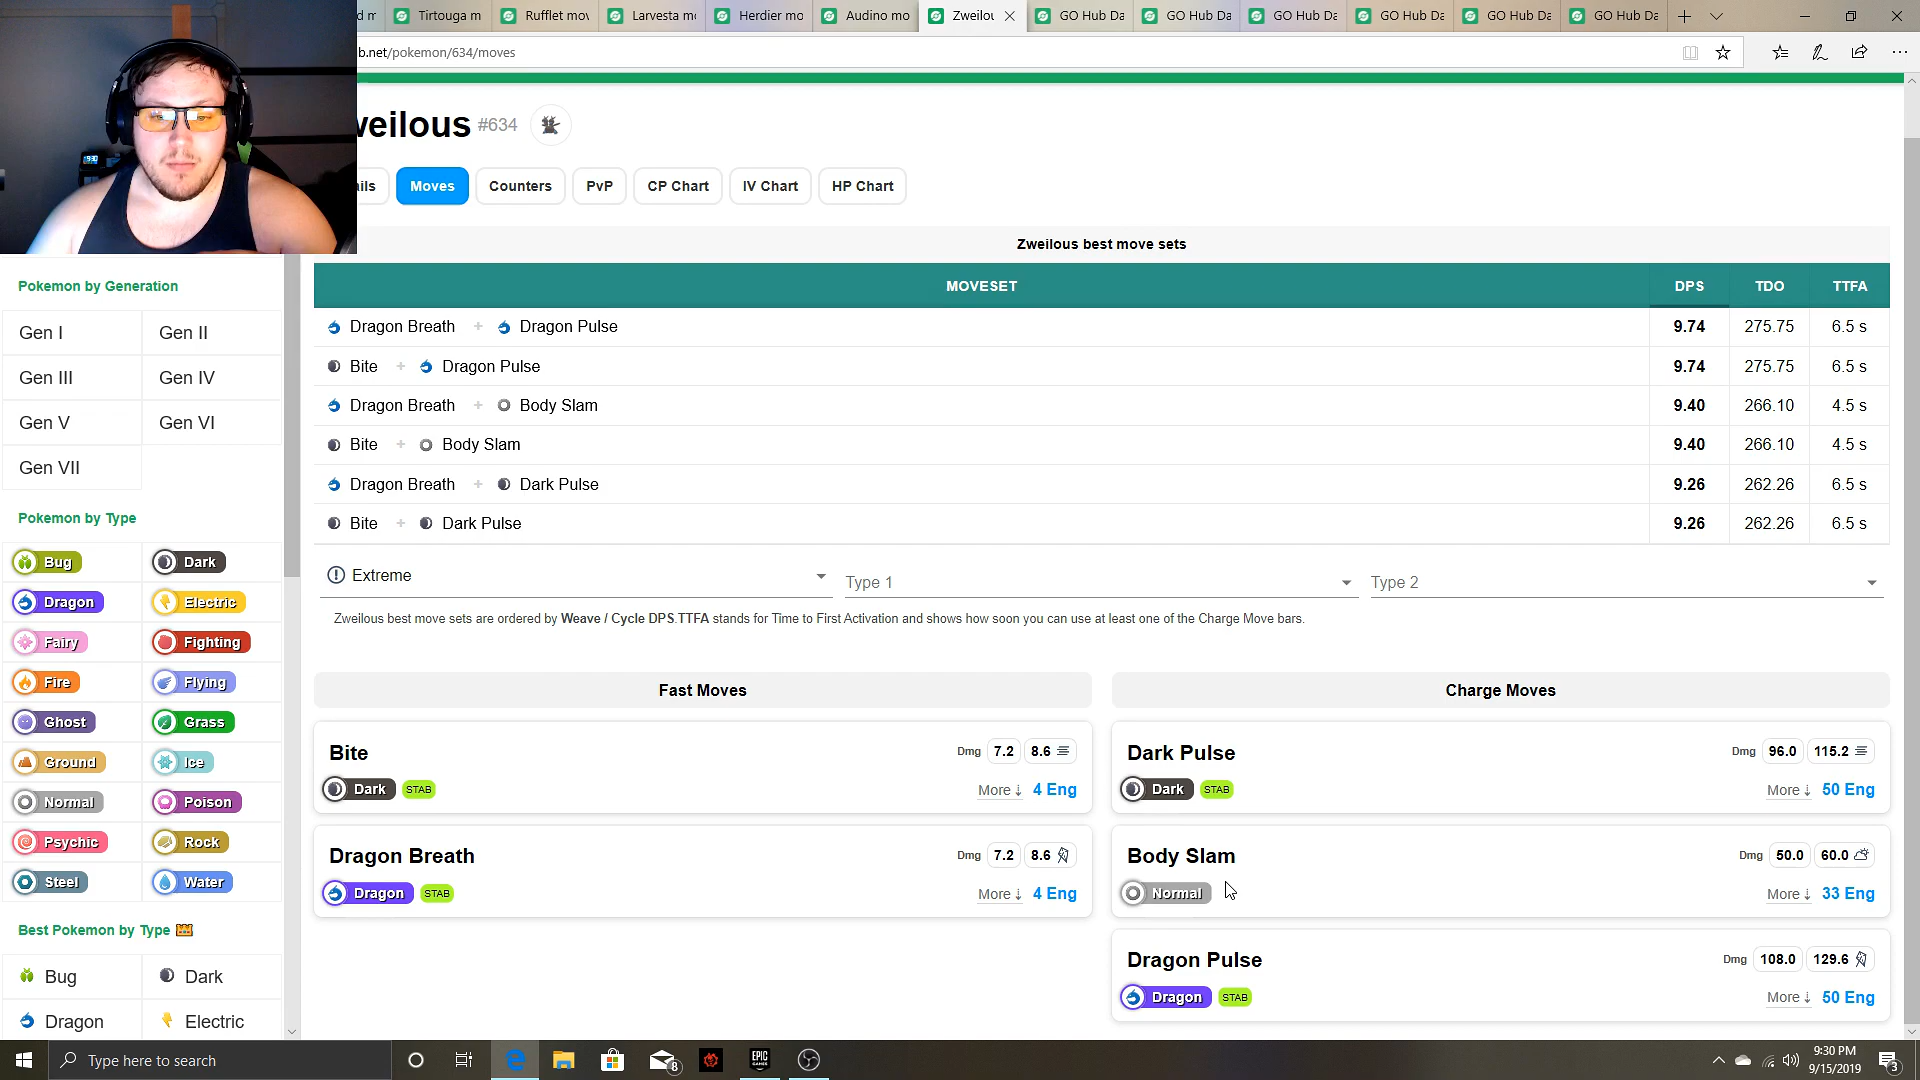 d m
Tirtouga m
Rufflet mov
Larvesta mo
Herdier mo
Audino mo
Zweilou
GO Hub Da
GO Hub Da
GO Hub Da
GO Hub Da
GO Hub Da
GO Hub Da
b.net/pokemon/634/moves
weilous #634
ails
Moves
Counters
PvP
CP Chart
IV Chart
HP Chart
Zweilous best move sets
MOVESET DPS TDO TTFA
Dragon Breath + Dragon Pulse 9.74 275.75 6.5 s
Bite + Dragon Pulse 9.74 275.75 6.5 s
Dragon Breath + Body Slam 9.40 266.10 4.5 s
Bite + Body Slam 9.40 266.10 4.5 s
Dragon Breath + Dark Pulse 9.26 262.26 6.5 s
Bite + Dark Pulse 9.26 262.26 6.5 s
Extreme Type 1 Type 2
Zweilous best move sets are ordered by Weave / Cycle DPS.TTFA stands for Time to First Activation and shows how soon you can use at least one of the Charge Move bars.
Fast Moves
Bite Dmg 7.2 8.6
Dark STAB More ↓ 4 Eng
Dragon Breath Dmg 7.2 8.6
Dragon STAB More ↓ 4 Eng
Charge Moves
Dark Pulse Dmg 96.0 115.2
Dark STAB More ↓ 50 Eng
Body Slam Dmg 50.0 60.0
Normal More ↓ 33 Eng
Dragon Pulse Dmg 108.0 129.6
Dragon STAB More ↓ 50 Eng
Pokemon by Generation
Gen I Gen II
Gen III Gen IV
Gen V Gen VI
Gen VII
Pokemon by Type
Bug Dark
Dragon Electric
Fairy Fighting
Fire Flying
Ghost Grass
Ground Ice
Normal Poison
Psychic Rock
Steel Water
Best Pokemon by Type
Bug Dark
Dragon Electric
Type here to search
8
EPIC GAMES
9:30 PM
9/15/2019
3
9:30